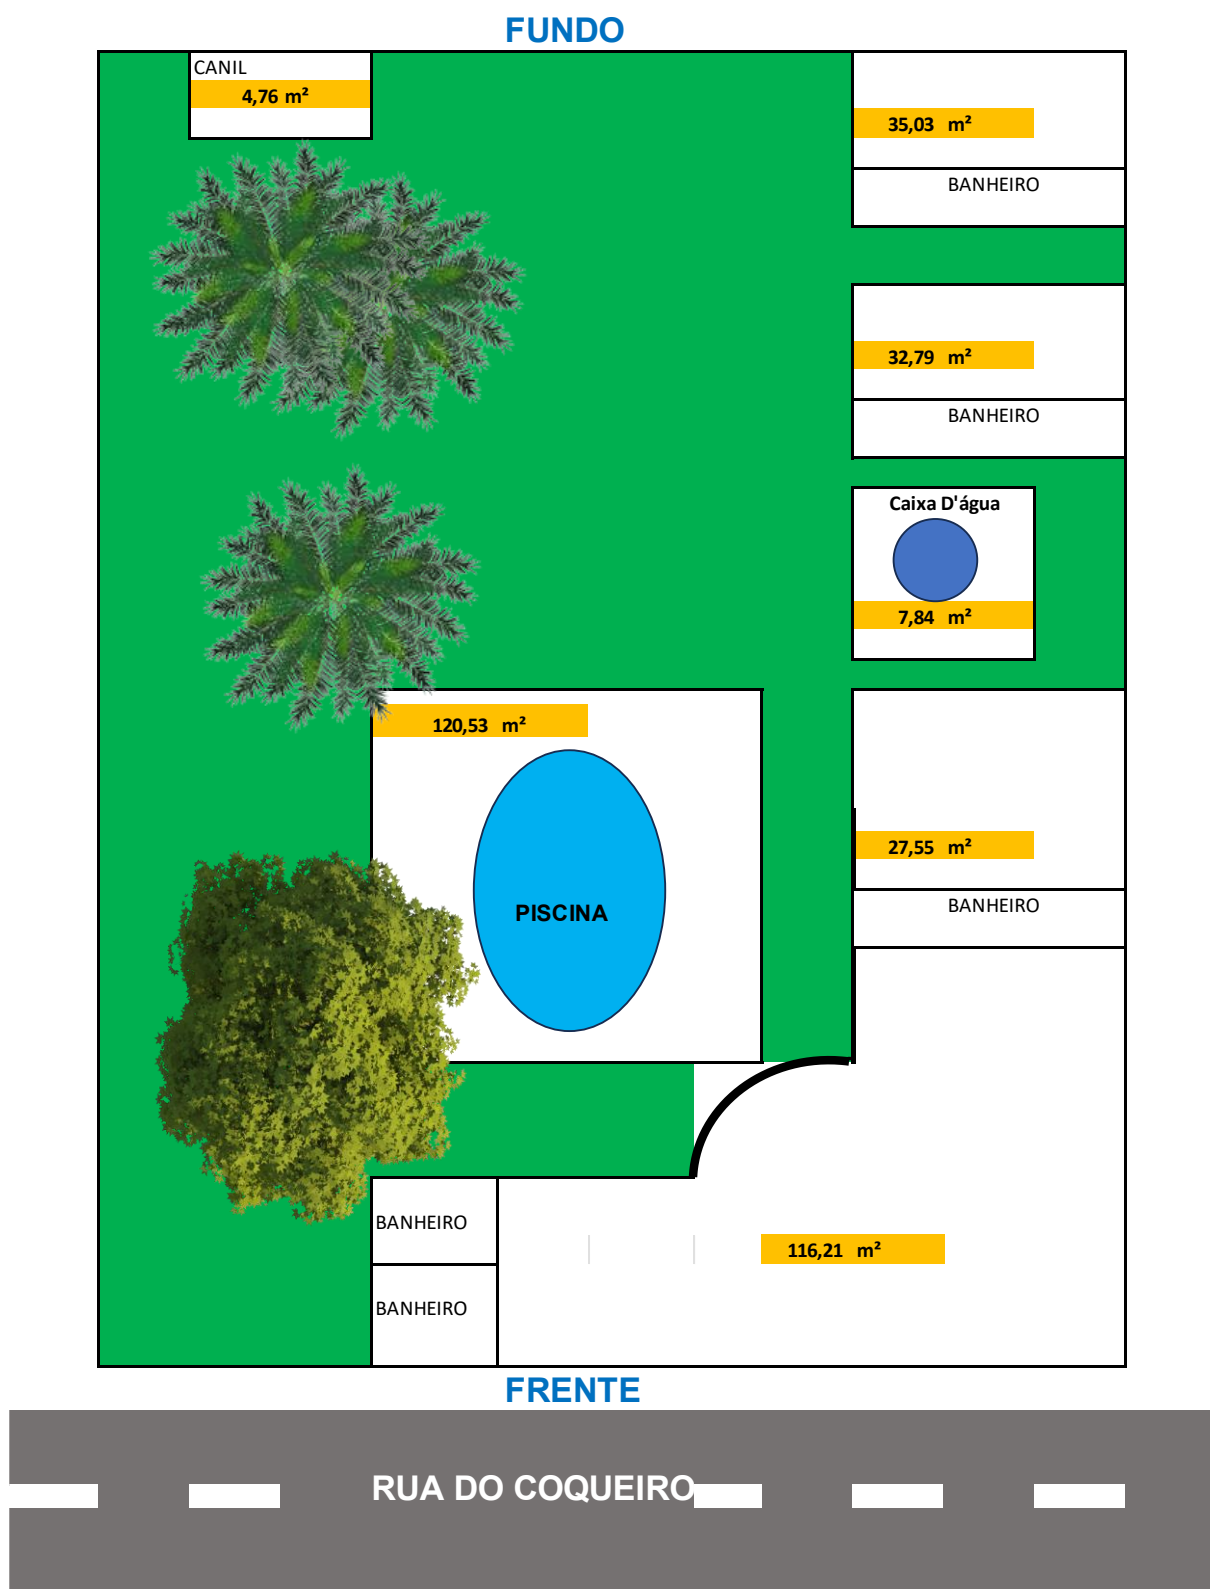 FUNDO
CANIL
4,76 m²
35,03 m²
BANHEIRO
32,79 m²
BANHEIRO
Caixa D'água
7,84 m²
120,53 m²
27,55 m²
PISCINA
BANHEIRO
BANHEIRO
116,21 m²
BANHEIRO
FRENTE
RUA DO COQUEIRO